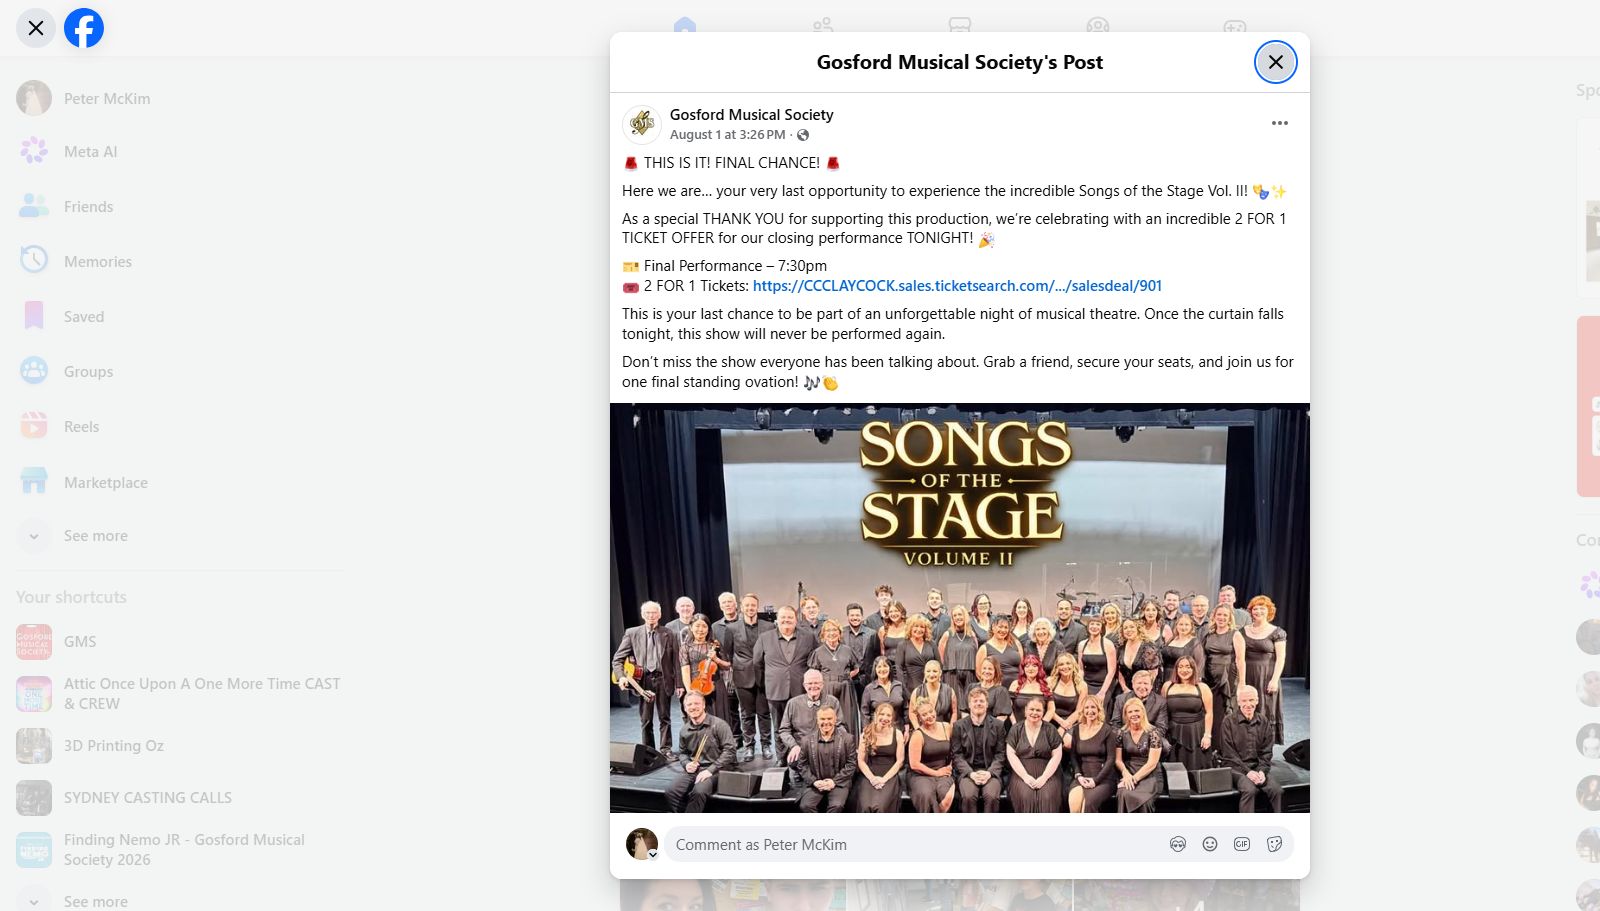 Gosford Musical Society's Post
Gosford Musical Society
August 1 at 3:26 PM ·
THIS IS IT! FINAL CHANCE!
Here we are… your very last opportunity to experience the incredible Songs of the Stage Vol. II!
As a special THANK YOU for supporting this production, we're celebrating with an incredible 2 FOR 1
TICKET OFFER for our closing performance TONIGHT!
Final Performance – 7:30pm
2 FOR 1 Tickets: https://CCCLAYCOCK.sales.ticketsearch.com/.../salesdeal/901
This is your last chance to be part of an unforgettable night of musical theatre. Once the curtain falls
tonight, this show will never be performed again.
Don't miss the show everyone has been talking about. Grab a friend, secure your seats, and join us for
one final standing ovation!
SONGS
OF THE
STAGE
VOLUME II
Comment as Peter McKim
GIF
Peter McKim
Meta AI
Friends
Memories
Saved
Groups
Reels
Marketplace
See more
Your shortcuts
GOSFORD
MUSICAL
SOCIETY
GMS
Attic Once Upon A One More Time CAST
& CREW
3D Printing Oz
SYDNEY CASTING CALLS
Finding Nemo JR - Gosford Musical
Society 2026
See more